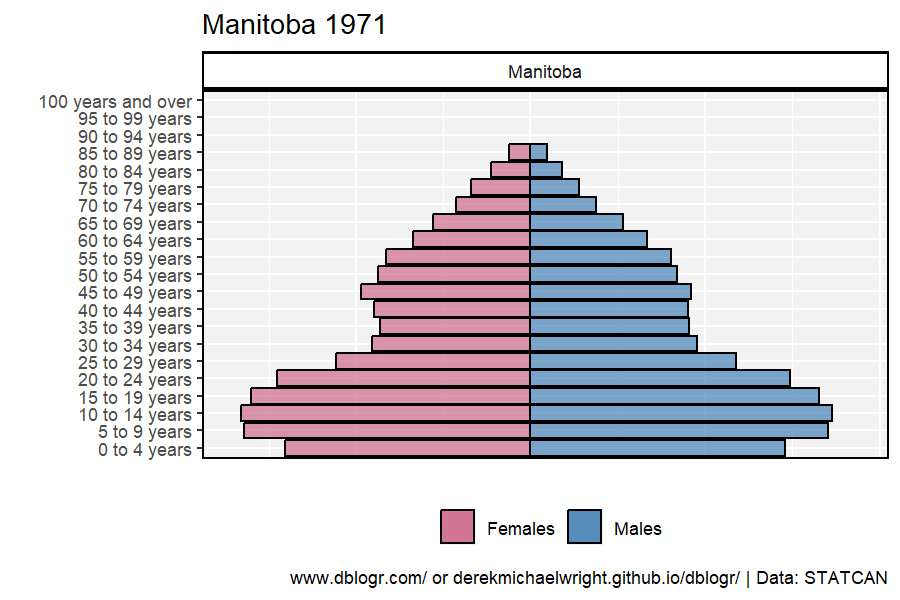 Manitoba 1971
Manitoba
100 years and over
95 to 99 years
90 to 94 years
85 to 89 years
80 to 84 years
75 to 79 years
70 to 74 years
65 to 69 years
60 to 64 years
55 to 59 years
50 to 54 years
45 to 49 years
40 to 44 years
35 to 39 years
30 to 34 years
25 to 29 years
20 to 24 years
15 to 19 years
10 to 14 years
5 to 9 years
0 to 4 years
Females Males
www.dblogr.com/ or derekmichaelwright.github.io/dblogr/ | Data: STATCAN